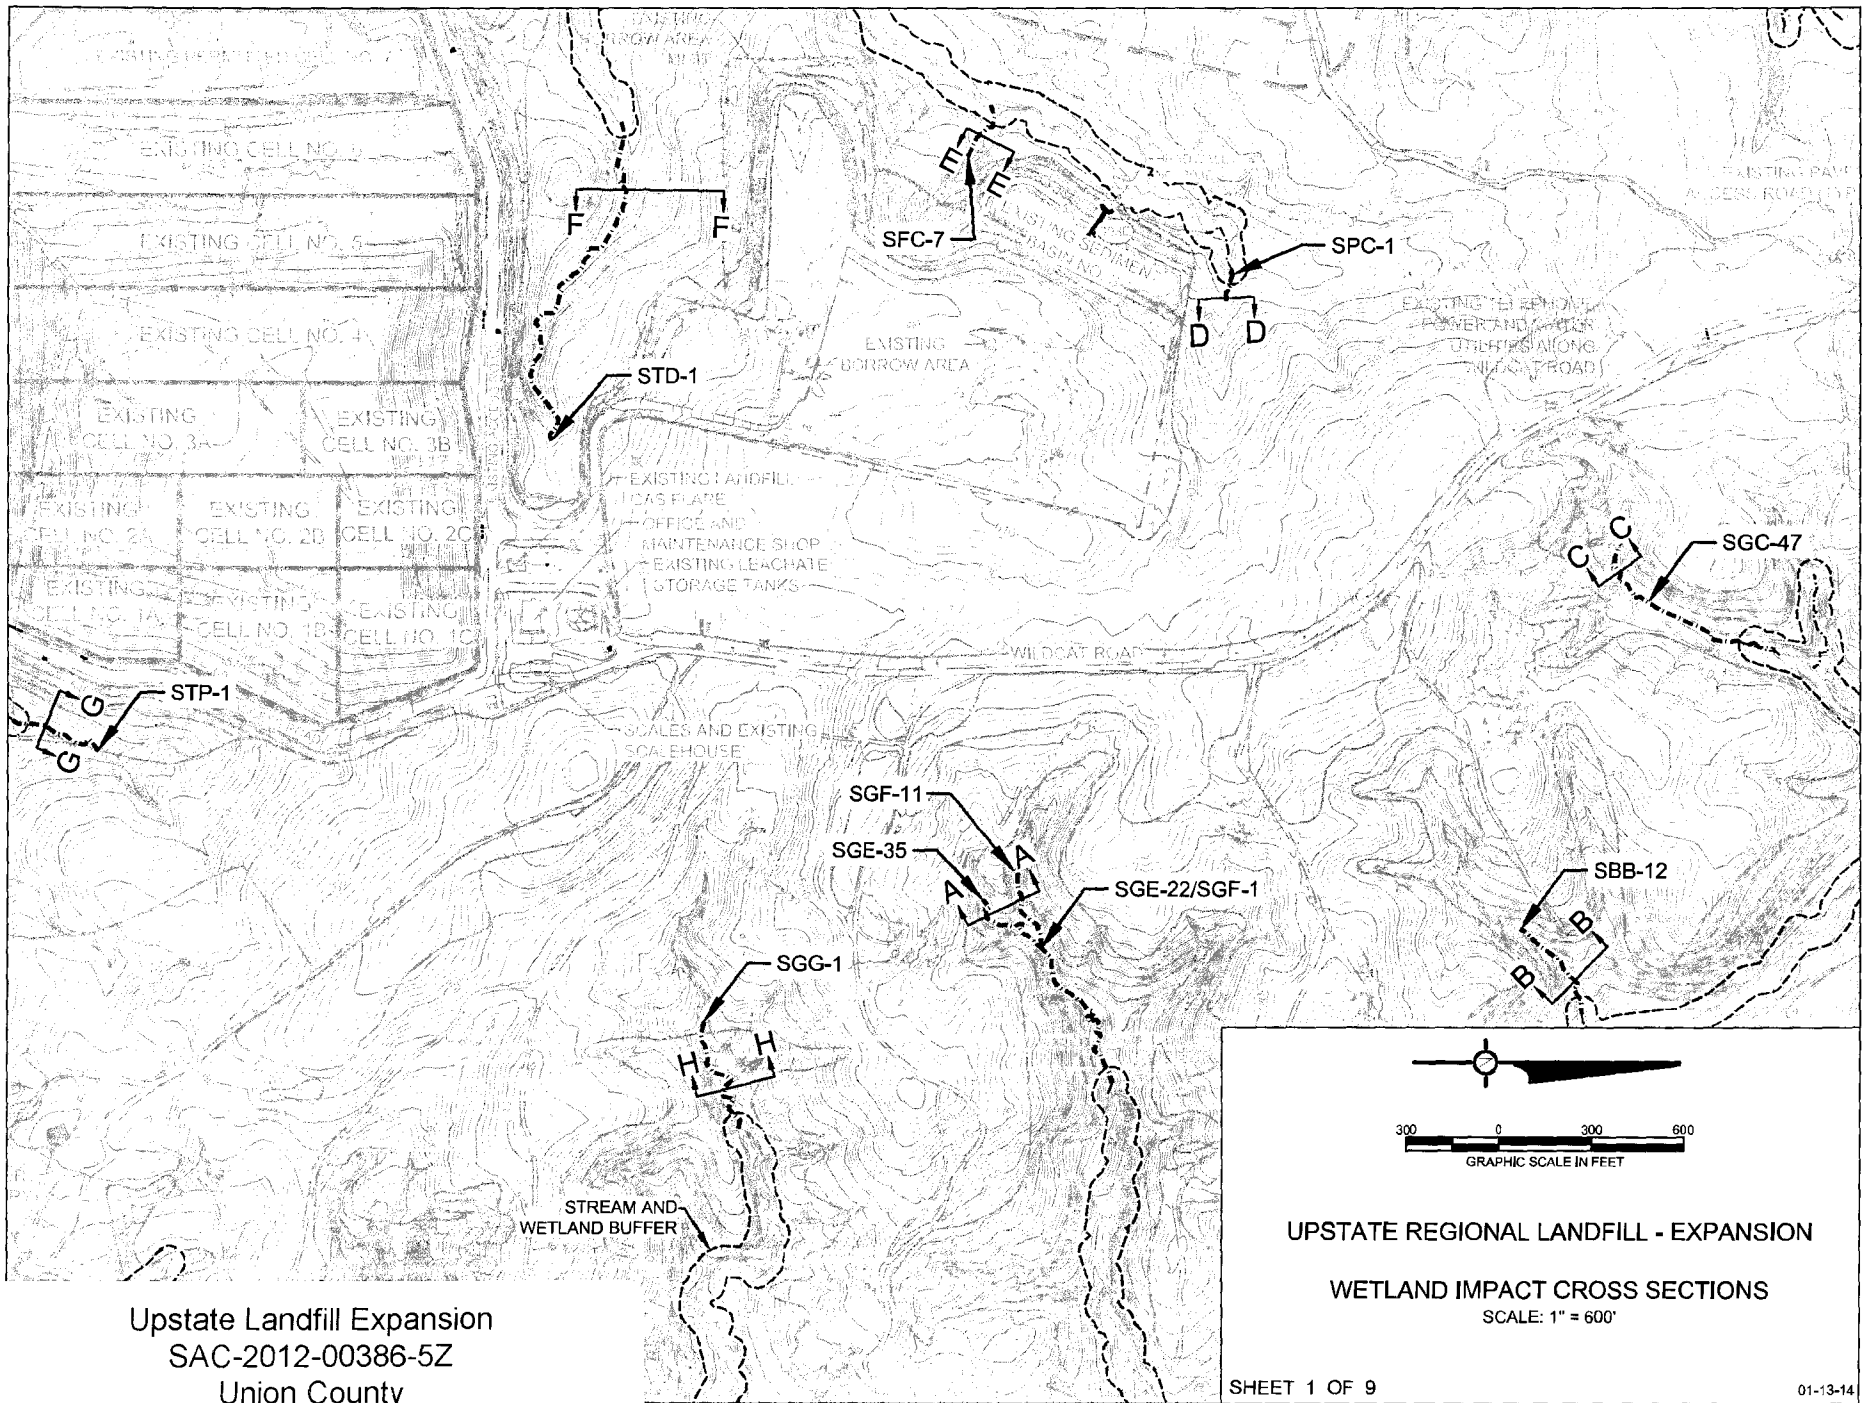 EXISTING
ROW AREA
EXISTING CELL NO. 5
EXISTING CELL NO. 4
EXISTING
CELL NO. 3A
EXISTING
CELL NO. 3B
EXISTING
CELL NO. 2A
EXISTING
CELL NO. 2B
EXISTING
CELL NO. 2C
EXISTING
CELL NO. 1A
EXISTING
CELL NO. 1B
EXISTING
CELL NO. 1C
F
F
STD-1
E
E
SFC-7
EXISTING SEDIMEN
BASIN NO.
SPC-1
D
D
EXISTING
BORROW AREA
EXISTING TELEPHONE
POWER AND WATER
UTILITIES ALONG
WILDCAT ROAD
EXISTING LANDFILL
GAS FLARE
OFFICE AND
MAINTENANCE SHOP
EXISTING LEACHATE
STORAGE TANKS
C
C
SGC-47
WILDCAT ROAD
G
G
STP-1
SCALES AND EXISTING
SCALEHOUSE
SGF-11
SGE-35
A
A
SGE-22/SGF-1
SBB-12
B
B
SGG-1
H
H
STREAM AND
WETLAND BUFFER
300 0 300 600
GRAPHIC SCALE IN FEET
UPSTATE REGIONAL LANDFILL - EXPANSION
WETLAND IMPACT CROSS SECTIONS
SCALE: 1" = 600'
SHEET 1 OF 9
01-13-14
Upstate Landfill Expansion
SAC-2012-00386-5Z
Union County